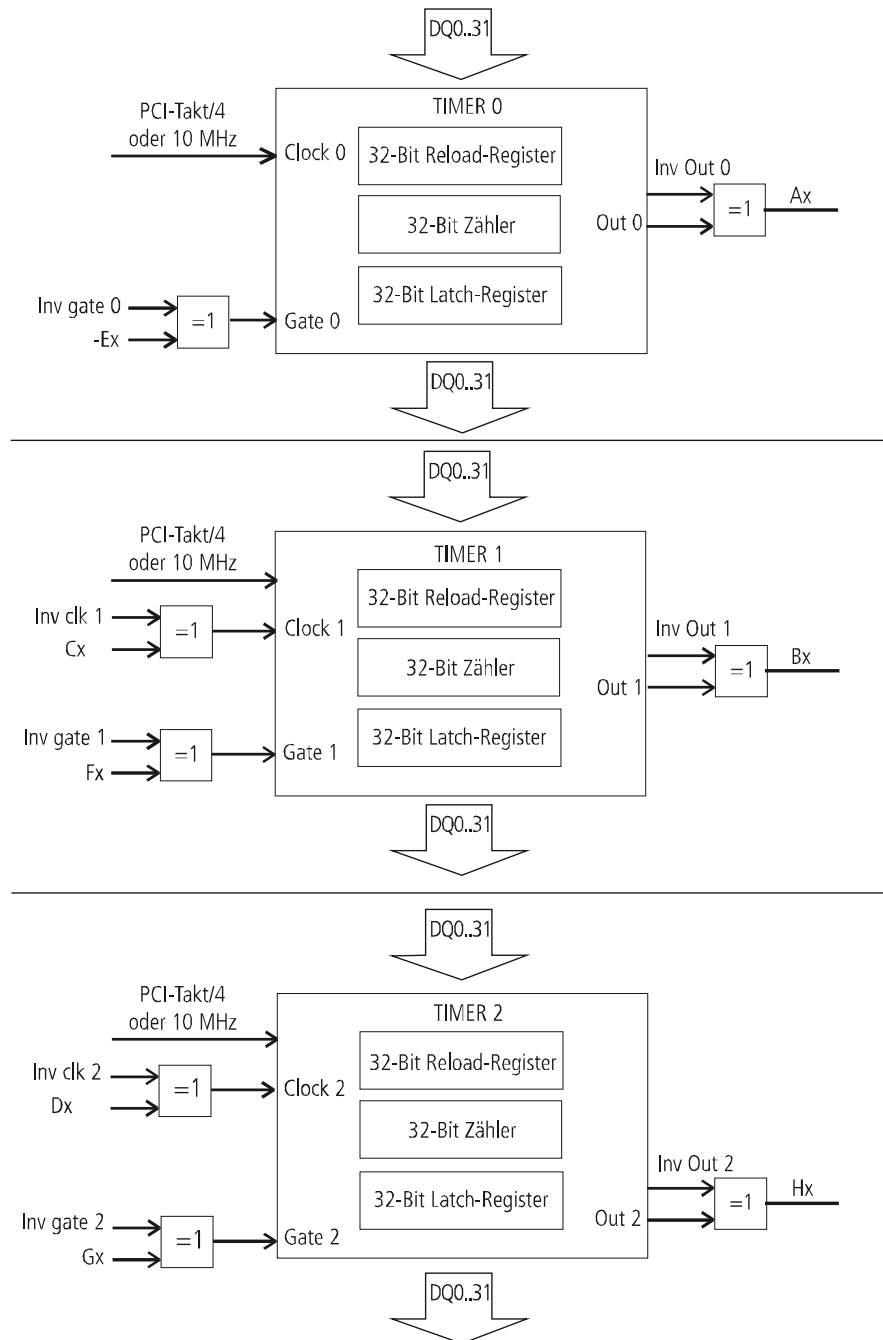 DQ0..31
TIMER 0
PCI-Takt/4
oder 10 MHz
Clock 0
32-Bit Reload-Register
Inv Out 0
=1
Ax
32-Bit Zähler
Out 0
32-Bit Latch-Register
Inv gate 0
=1
-Ex
Gate 0
DQ0..31
DQ0..31
TIMER 1
PCI-Takt/4
oder 10 MHz
32-Bit Reload-Register
Inv clk 1
=1
Cx
Clock 1
Inv Out 1
=1
Bx
32-Bit Zähler
Out 1
32-Bit Latch-Register
Inv gate 1
=1
Fx
Gate 1
DQ0..31
DQ0..31
TIMER 2
PCI-Takt/4
oder 10 MHz
32-Bit Reload-Register
Inv clk 2
=1
Dx
Clock 2
32-Bit Zähler
Inv Out 2
=1
Hx
32-Bit Latch-Register
Out 2
Inv gate 2
=1
Gx
Gate 2
DQ0..31